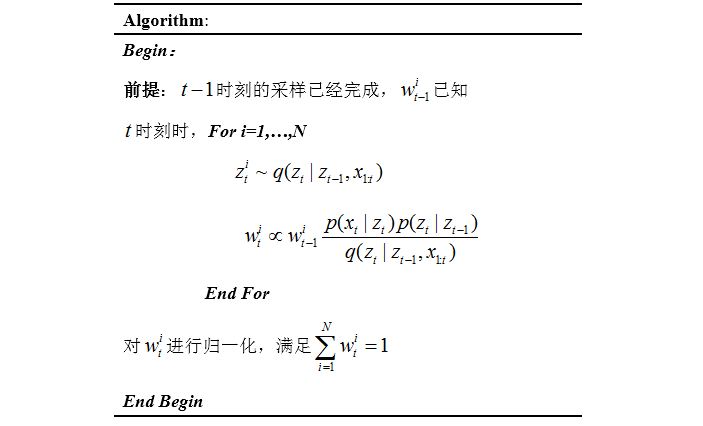 Algorithm:
Begin：
前提：$t-1$时刻的采样已经完成，$w_{t-1}^{i}$已知
$t$时刻时，For i=1,…,N
$z_t^i \sim q(z_t \mid z_{t-1}, x_{1:t})$
$w_t^i \propto w_{t-1}^i \frac{p(x_t \mid z_t) p(z_t \mid z_{t-1})}{q(z_t \mid z_{t-1}, x_{1:t})}$
End For
对$w_t^i$进行归一化，满足$\sum_{i=1}^{N} w_t^i = 1$
End Begin